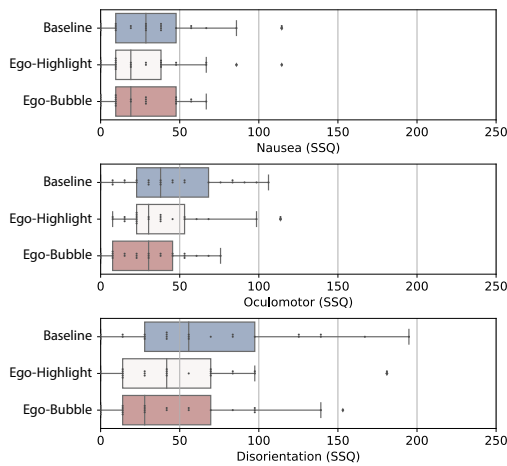 Baseline
Ego-Highlight
Ego-Bubble
0 50 100 150 200 250
Nausea (SSQ)
Baseline
Ego-Highlight
Ego-Bubble
0 50 100 150 200 250
Oculomotor (SSQ)
Baseline
Ego-Highlight
Ego-Bubble
0 50 100 150 200 250
Disorientation (SSQ)